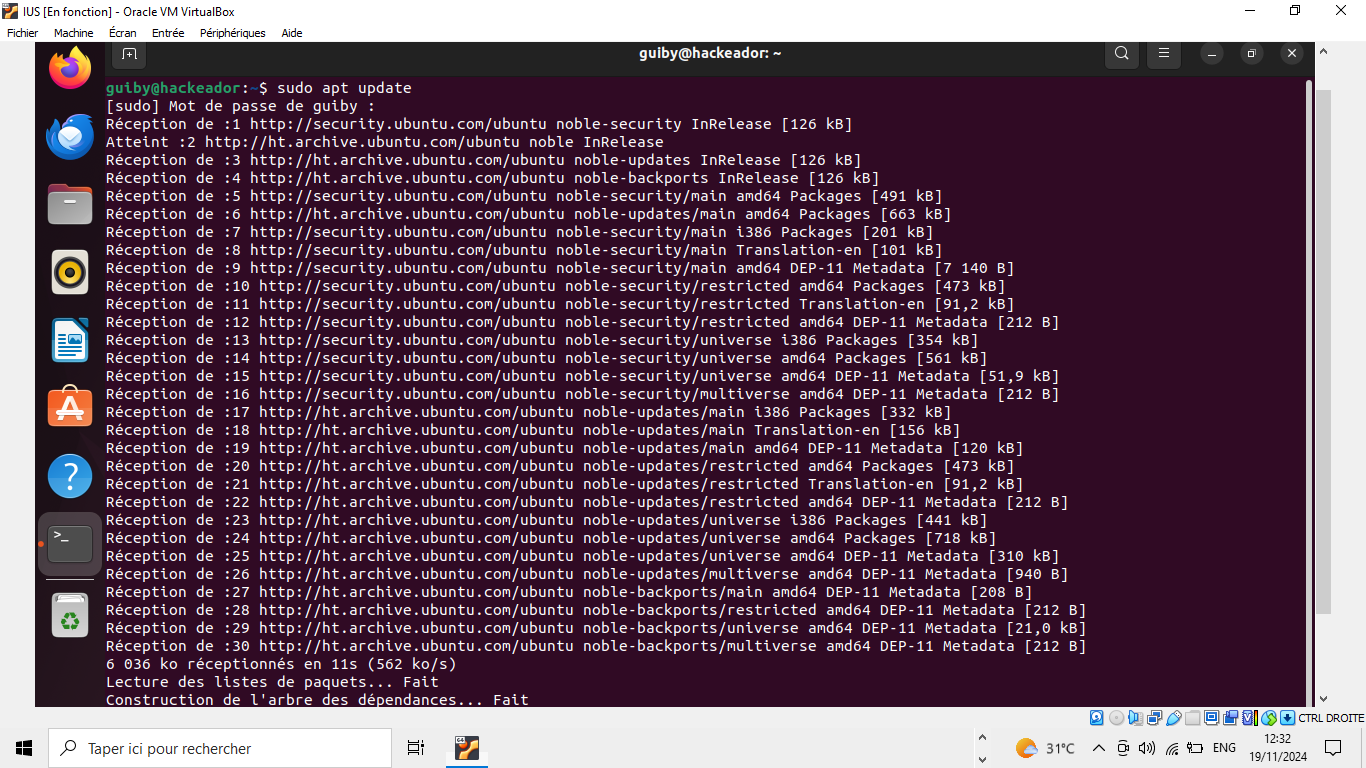 IUS [En fonction] - Oracle VM VirtualBox
Fichier Machine Écran Entrée Périphériques Aide
guiby@hackeador: ~
guiby@hackeador:~$ sudo apt update
[sudo] Mot de passe de guiby :
Réception de :1 http://security.ubuntu.com/ubuntu noble-security InRelease [126 kB]
Atteint :2 http://ht.archive.ubuntu.com/ubuntu noble InRelease
Réception de :3 http://ht.archive.ubuntu.com/ubuntu noble-updates InRelease [126 kB]
Réception de :4 http://ht.archive.ubuntu.com/ubuntu noble-backports InRelease [126 kB]
Réception de :5 http://security.ubuntu.com/ubuntu noble-security/main amd64 Packages [491 kB]
Réception de :6 http://ht.archive.ubuntu.com/ubuntu noble-updates/main amd64 Packages [663 kB]
Réception de :7 http://security.ubuntu.com/ubuntu noble-security/main i386 Packages [201 kB]
Réception de :8 http://security.ubuntu.com/ubuntu noble-security/main Translation-en [101 kB]
Réception de :9 http://security.ubuntu.com/ubuntu noble-security/main amd64 DEP-11 Metadata [7 140 B]
Réception de :10 http://security.ubuntu.com/ubuntu noble-security/restricted amd64 Packages [473 kB]
Réception de :11 http://security.ubuntu.com/ubuntu noble-security/restricted Translation-en [91,2 kB]
Réception de :12 http://security.ubuntu.com/ubuntu noble-security/restricted amd64 DEP-11 Metadata [212 B]
Réception de :13 http://security.ubuntu.com/ubuntu noble-security/universe i386 Packages [354 kB]
Réception de :14 http://security.ubuntu.com/ubuntu noble-security/universe amd64 Packages [561 kB]
Réception de :15 http://security.ubuntu.com/ubuntu noble-security/universe amd64 DEP-11 Metadata [51,9 kB]
Réception de :16 http://security.ubuntu.com/ubuntu noble-security/multiverse amd64 DEP-11 Metadata [212 B]
Réception de :17 http://ht.archive.ubuntu.com/ubuntu noble-updates/main i386 Packages [332 kB]
Réception de :18 http://ht.archive.ubuntu.com/ubuntu noble-updates/main Translation-en [156 kB]
Réception de :19 http://ht.archive.ubuntu.com/ubuntu noble-updates/main amd64 DEP-11 Metadata [120 kB]
Réception de :20 http://ht.archive.ubuntu.com/ubuntu noble-updates/restricted amd64 Packages [473 kB]
Réception de :21 http://ht.archive.ubuntu.com/ubuntu noble-updates/restricted Translation-en [91,2 kB]
Réception de :22 http://ht.archive.ubuntu.com/ubuntu noble-updates/restricted amd64 DEP-11 Metadata [212 B]
Réception de :23 http://ht.archive.ubuntu.com/ubuntu noble-updates/universe i386 Packages [441 kB]
Réception de :24 http://ht.archive.ubuntu.com/ubuntu noble-updates/universe amd64 Packages [718 kB]
Réception de :25 http://ht.archive.ubuntu.com/ubuntu noble-updates/universe amd64 DEP-11 Metadata [310 kB]
Réception de :26 http://ht.archive.ubuntu.com/ubuntu noble-updates/multiverse amd64 DEP-11 Metadata [940 B]
Réception de :27 http://ht.archive.ubuntu.com/ubuntu noble-backports/main amd64 DEP-11 Metadata [208 B]
Réception de :28 http://ht.archive.ubuntu.com/ubuntu noble-backports/restricted amd64 DEP-11 Metadata [212 B]
Réception de :29 http://ht.archive.ubuntu.com/ubuntu noble-backports/universe amd64 DEP-11 Metadata [21,0 kB]
Réception de :30 http://ht.archive.ubuntu.com/ubuntu noble-backports/multiverse amd64 DEP-11 Metadata [212 B]
6 036 ko réceptionnés en 11s (562 ko/s)
Lecture des listes de paquets... Fait
Construction de l'arbre des dépendances... Fait
CTRL DROITE
Taper ici pour rechercher
31°C
ENG
12:32
19/11/2024